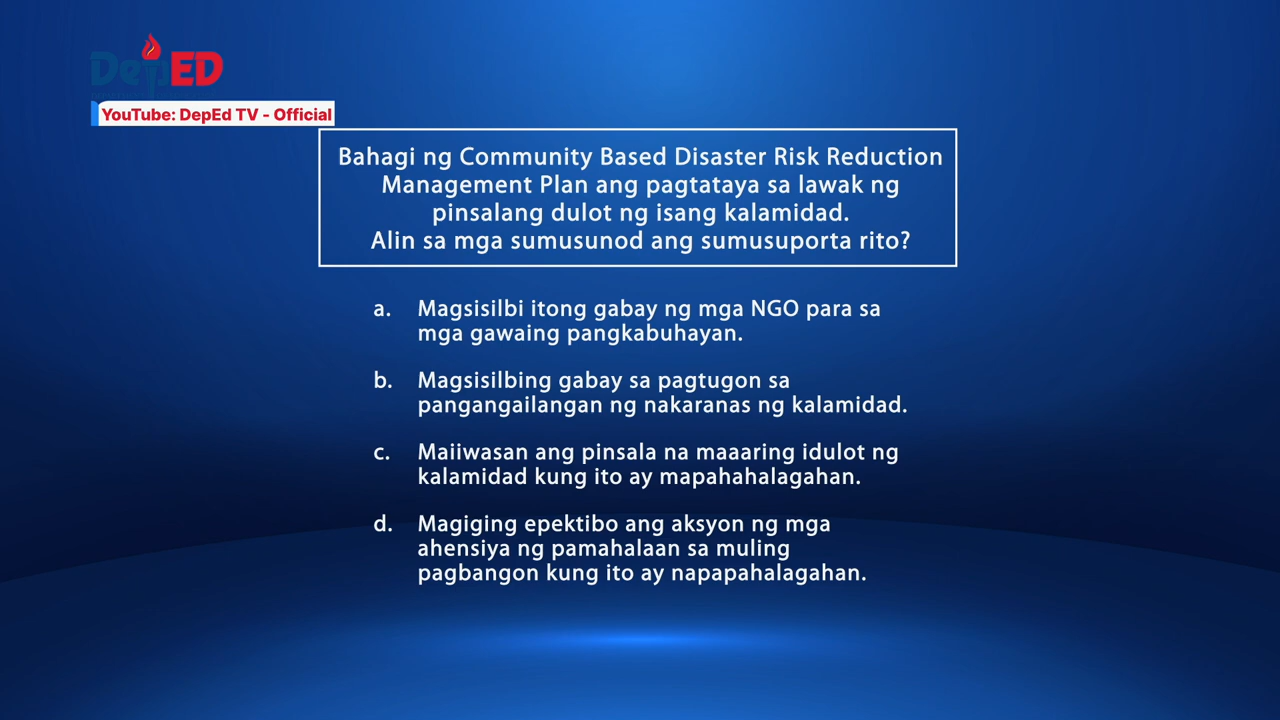 DepED
YouTube: DepEd TV - Official
Bahagi ng Community Based Disaster Risk Reduction
Management Plan ang pagtataya sa lawak ng
pinsalang dulot ng isang kalamidad.
Alin sa mga sumusunod ang sumusuporta rito?
a. Magsisilbi itong gabay ng mga NGO para sa
mga gawaing pangkabuhayan.
b. Magsisilbing gabay sa pagtugon sa
pangangailangan ng nakaranas ng kalamidad.
c. Maiiwasan ang pinsala na maaaring idulot ng
kalamidad kung ito ay mapahahalagahan.
d. Magiging epektibo ang aksyon ng mga
ahensiya ng pamahalaan sa muling
pagbangon kung ito ay napapahalagahan.